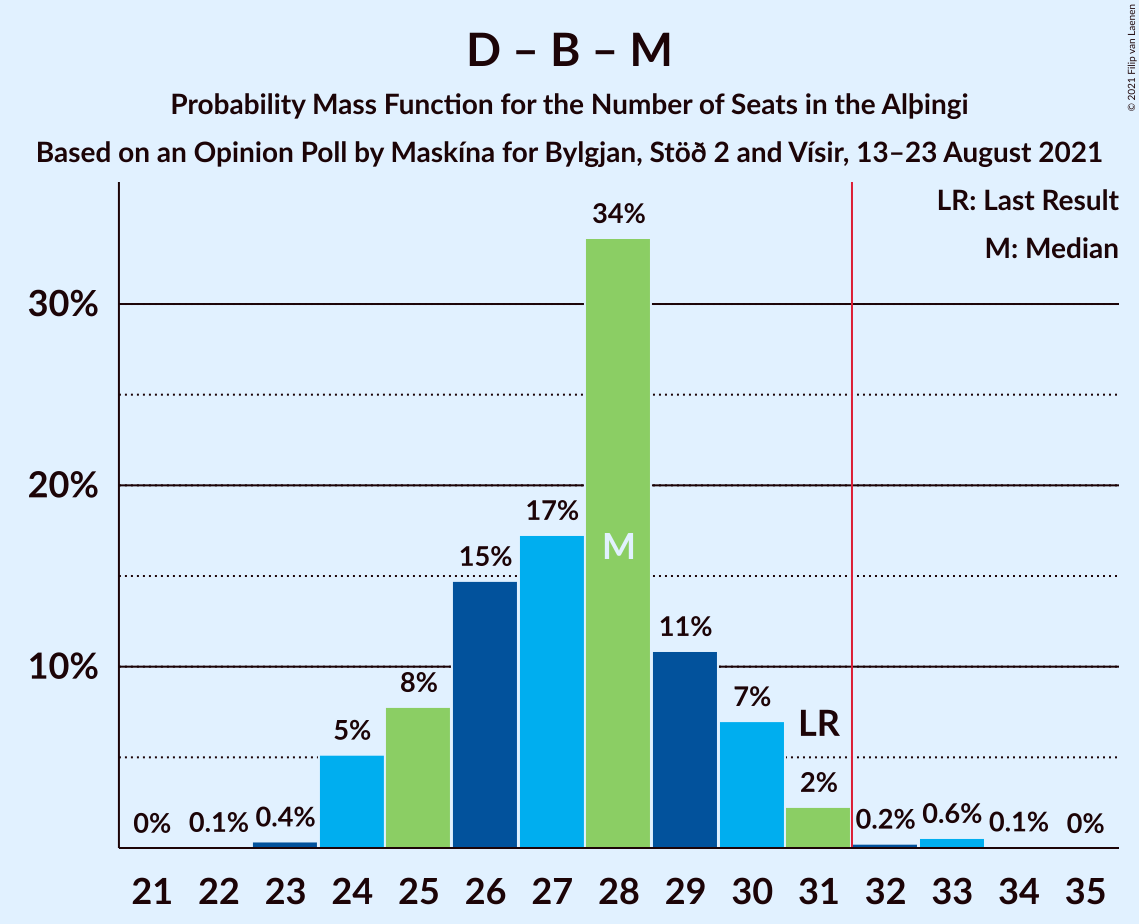 D – B – M
Probability Mass Function for the Number of Seats in the Alþingi
Based on an Opinion Poll by Maskína for Bylgjan, Stöð 2 and Vísir, 13–23 August 2021
© 2021 Filip van Laenen
LR: Last Result
M: Median
30%
20%
10%
0%
0.1%
0.4%
5%
8%
15%
17%
34%
M
11%
7%
LR
2%
0.2%
0.6%
0.1%
0%
21 22 23 24 25 26 27 28 29 30 31 32 33 34 35